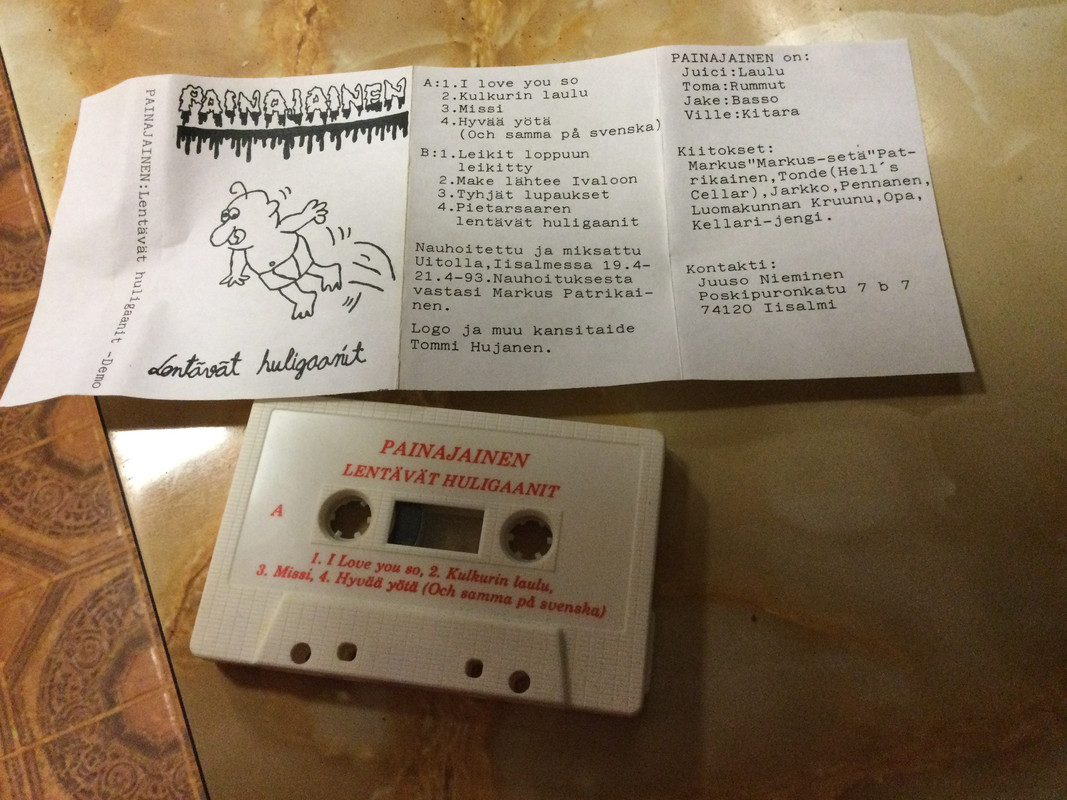 PAINAJAINEN:Lentävät huligaanit -Demo
PAINAJAINEN
Lentävät huligaanit
A:1.I love you so
2.Kulkurin laulu
3.Missi
4.Hyvää yötä
(Och samma på svenska)
B:1.Leikit loppuun
leikitty
2.Make lähtee Ivaloon
3.Tyhjät lupaukset
4.Pietarsaaren
lentävät huligaanit
Nauhoitettu ja miksattu
Uitolla,Iisalmessa 19.4-
21.4-93.Nauhoituksesta
vastasi Markus Patrikai-
nen.
Logo ja muu kansitaide
Tommi Hujanen.
PAINAJAINEN on:
Juici:Laulu
Toma:Rummut
Jake:Basso
Ville:Kitara
Kiitokset:
Markus"Markus-setä"Pat-
rikainen,Tonde(Hell´s
Cellar),Jarkko,Pennanen,
Luomakunnan Kruunu,Opa,
Kellari-jengi.
Kontakti:
Juuso Nieminen
Poskipuronkatu 7 b 7
74120 Iisalmi
PAINAJAINEN
LENTÄVÄT HULIGAANIT
A
1. I Love you so, 2. Kulkurin laulu,
3. Missi, 4. Hyvää yötä (Och samma på svenska)